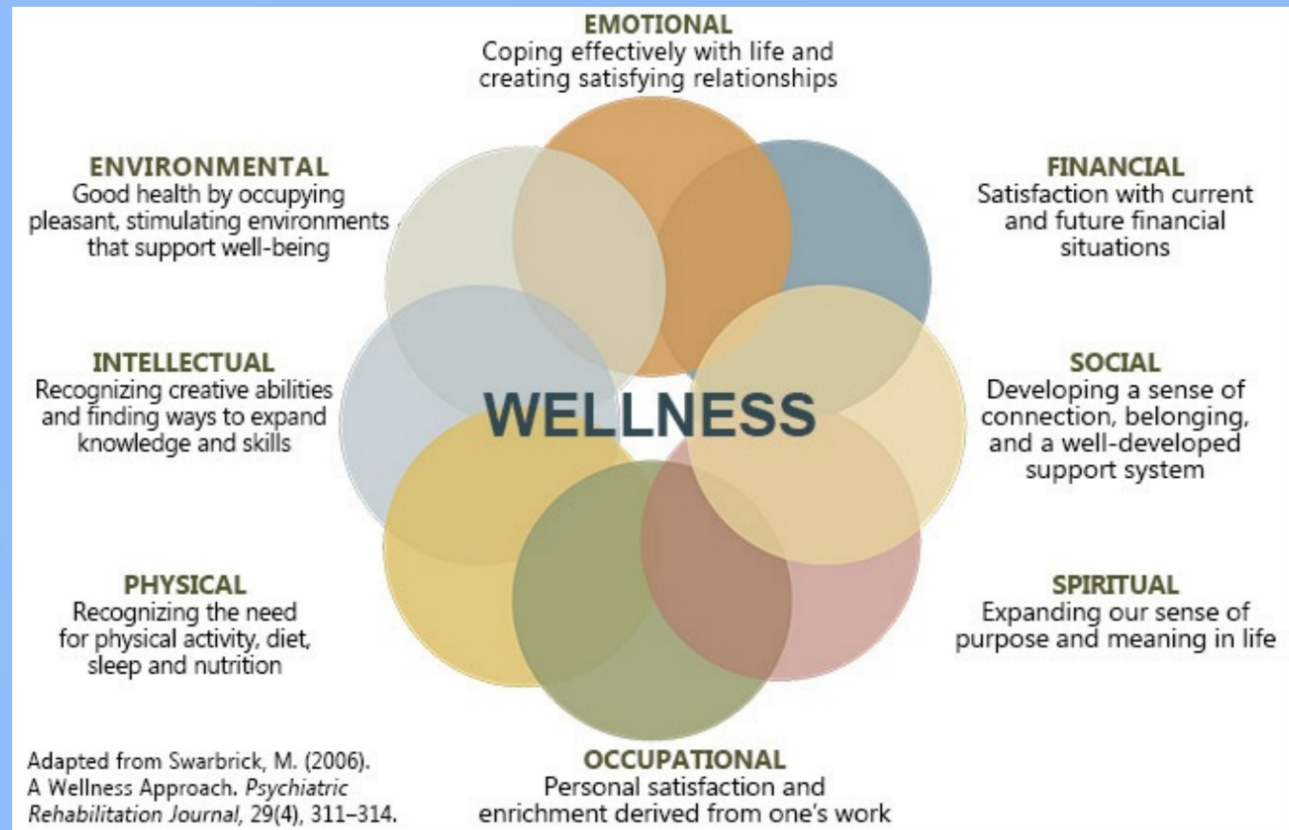 EMOTIONAL
Coping effectively with life and
creating satisfying relationships
ENVIRONMENTAL
Good health by occupying
pleasant, stimulating environments
that support well-being
FINANCIAL
Satisfaction with current
and future financial
situations
INTELLECTUAL
Recognizing creative abilities
and finding ways to expand
knowledge and skills
WELLNESS
SOCIAL
Developing a sense of
connection, belonging,
and a well-developed
support system
PHYSICAL
Recognizing the need
for physical activity, diet,
sleep and nutrition
SPIRITUAL
Expanding our sense of
purpose and meaning in life
OCCUPATIONAL
Personal satisfaction and
enrichment derived from one's work
Adapted from Swarbrick, M. (2006).
A Wellness Approach. Psychiatric
Rehabilitation Journal, 29(4), 311–314.